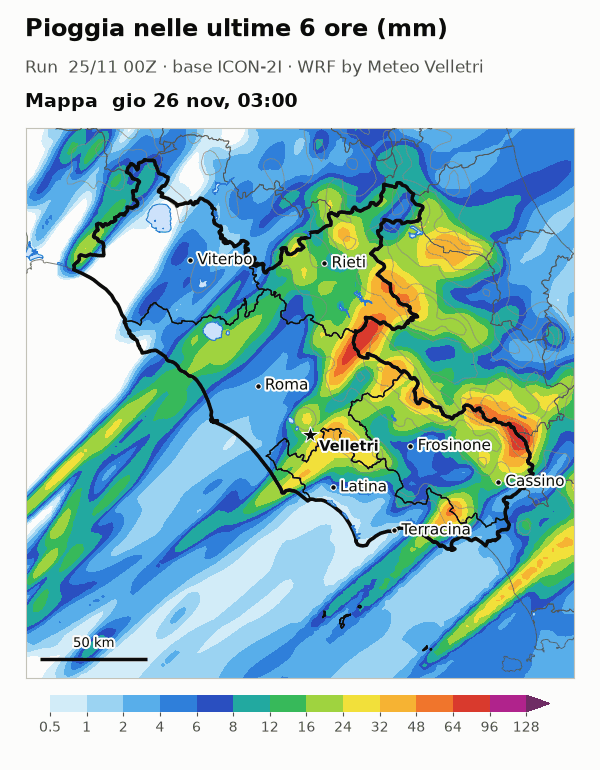 Pioggia nelle ultime 6 ore (mm)
Run  25/11 00Z · base ICON-2I · WRF by Meteo Velletri
Mappa  gio 26 nov, 03:00
Viterbo
Rieti
Roma
Velletri
Frosinone
Latina
Cassino
Terracina
50 km
0.5 1 2 4 6 8 12 16 24 32 48 64 96 128